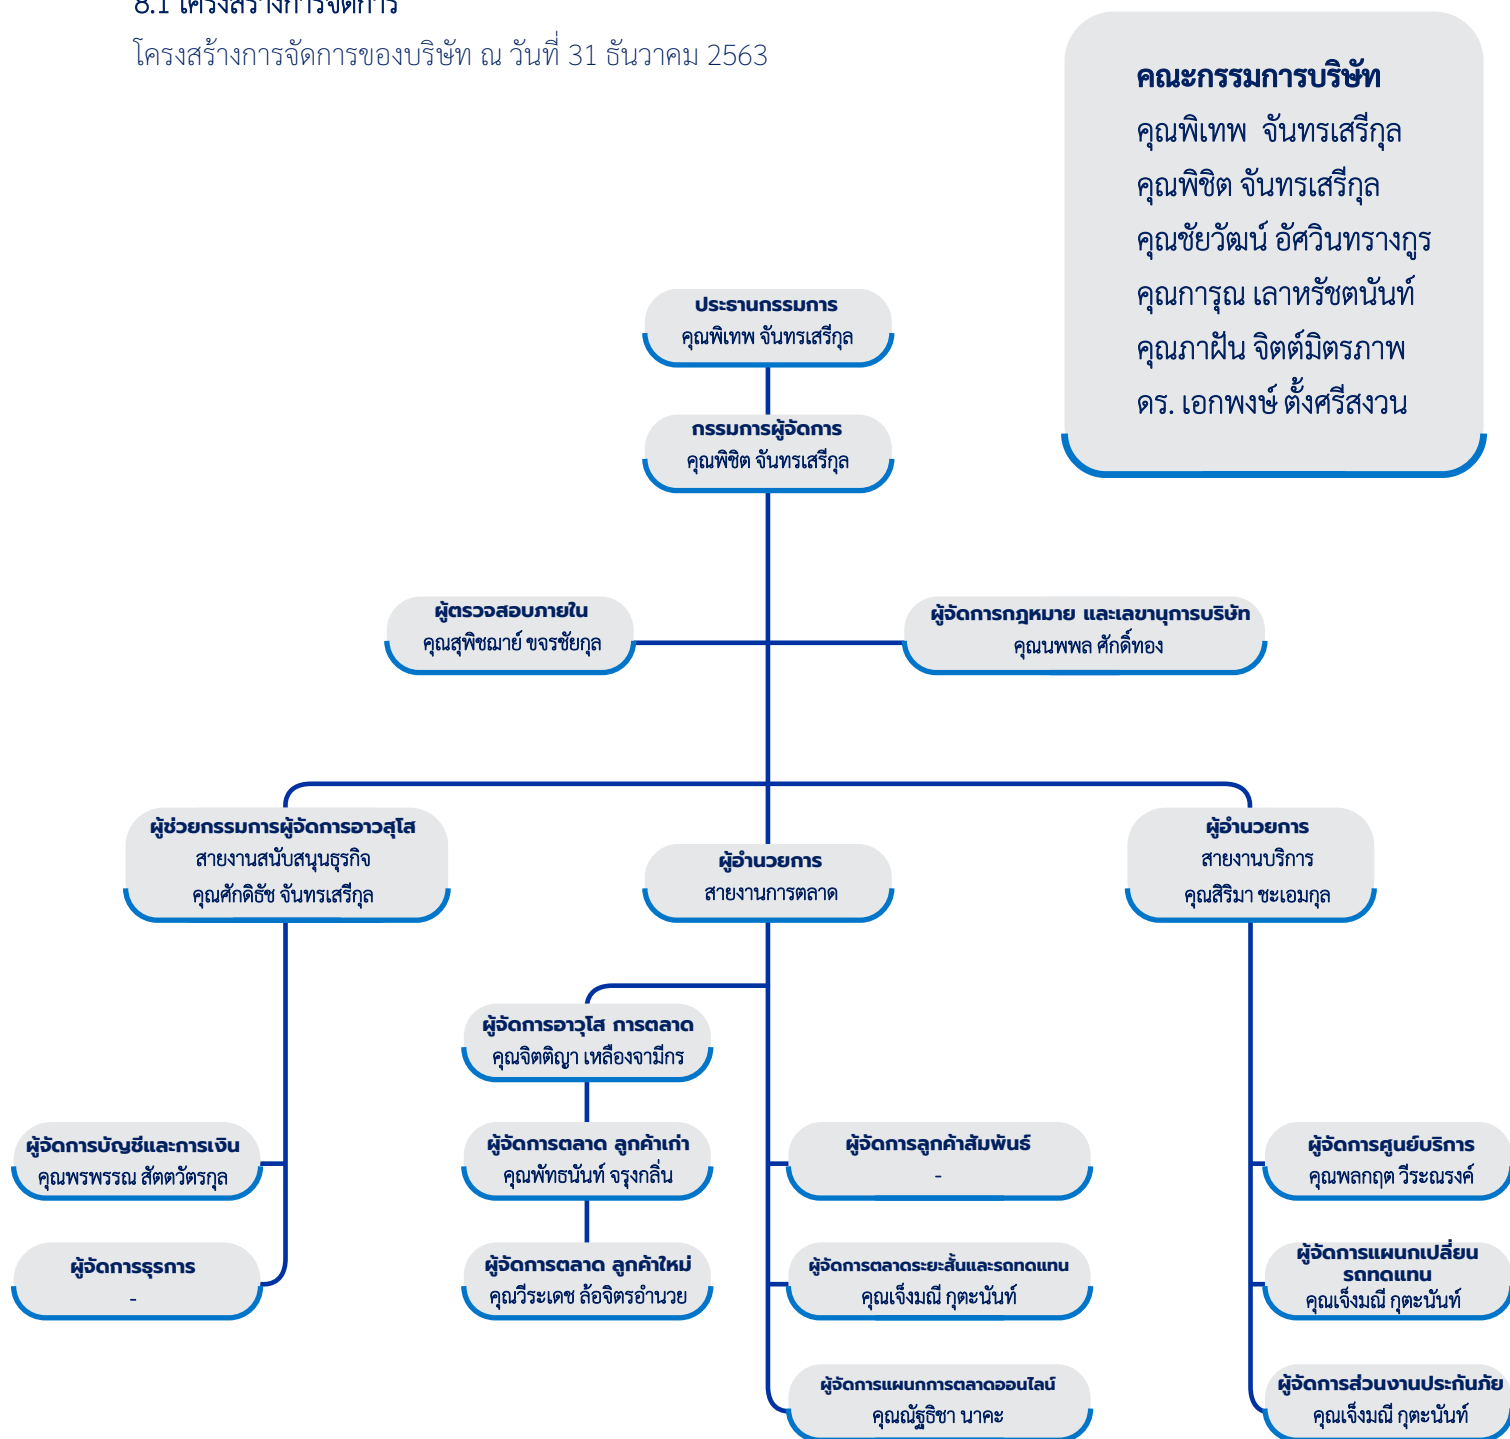 8.1 โครงสร้างการจัดการ
โครงสร้างการจัดการของบริษัท ณ วันที่ 31 ธันวาคม 2563
คณะกรรมการบริษัท
คุณพิเทพ จันทรเสรีกุล
คุณพิชิต จันทรเสรีกุล
คุณชัยวัฒน์ อัศวินทรางกูร
คุณการุณ เลาหรัชตนันท์
คุณภาฝัน จิตต์มิตรภาพ
ดร. เอกพงษ์ ตั้งศรีสงวน
ประธานกรรมการ
คุณพิเทพ จันทรเสรีกุล
กรรมการผู้จัดการ
คุณพิชิต จันทรเสรีกุล
ผู้ตรวจสอบภายใน
คุณสุพิชฌาย์ ขจรชัยกุล
ผู้จัดการกฎหมาย และเลขานุการบริษัท
คุณนพพล ศักดิ์ทอง
ผู้ช่วยกรรมการผู้จัดการอาวสุโส
สายงานสนับสนุนธุรกิจ
คุณศักดิธัช จันทรเสรีกุล
ผู้อำนวยการ
สายงานการตลาด
ผู้อำนวยการ
สายงานบริการ
คุณสิริมา ชะเอมกุล
ผู้จัดการอาวุโส การตลาด
คุณจิตติญา เหลืองจามีกร
ผู้จัดการบัญชีและการเงิน
คุณพรพรรณ สัตตวัตรกุล
ผู้จัดการตลาด ลูกค้าเก่า
คุณพัทธนันท์ จรุงกลิ่น
ผู้จัดการลูกค้าสัมพันธ์
-
ผู้จัดการศูนย์บริการ
คุณพลกฤต วีระณรงค์
ผู้จัดการธุรการ
-
ผู้จัดการตลาด ลูกค้าใหม่
คุณวีระเดช ล้อจิตรอำนวย
ผู้จัดการตลาดระยะสั้นและรถทดแทน
คุณเจ็งมณี กุตะนันท์
ผู้จัดการแผนกเปลี่ยน
รถทดแทน
คุณเจ็งมณี กุตะนันท์
ผู้จัดการแผนกการตลาดออนไลน์
คุณณัฐธิชา นาคะ
ผู้จัดการส่วนงานประกันภัย
คุณเจ็งมณี กุตะนันท์